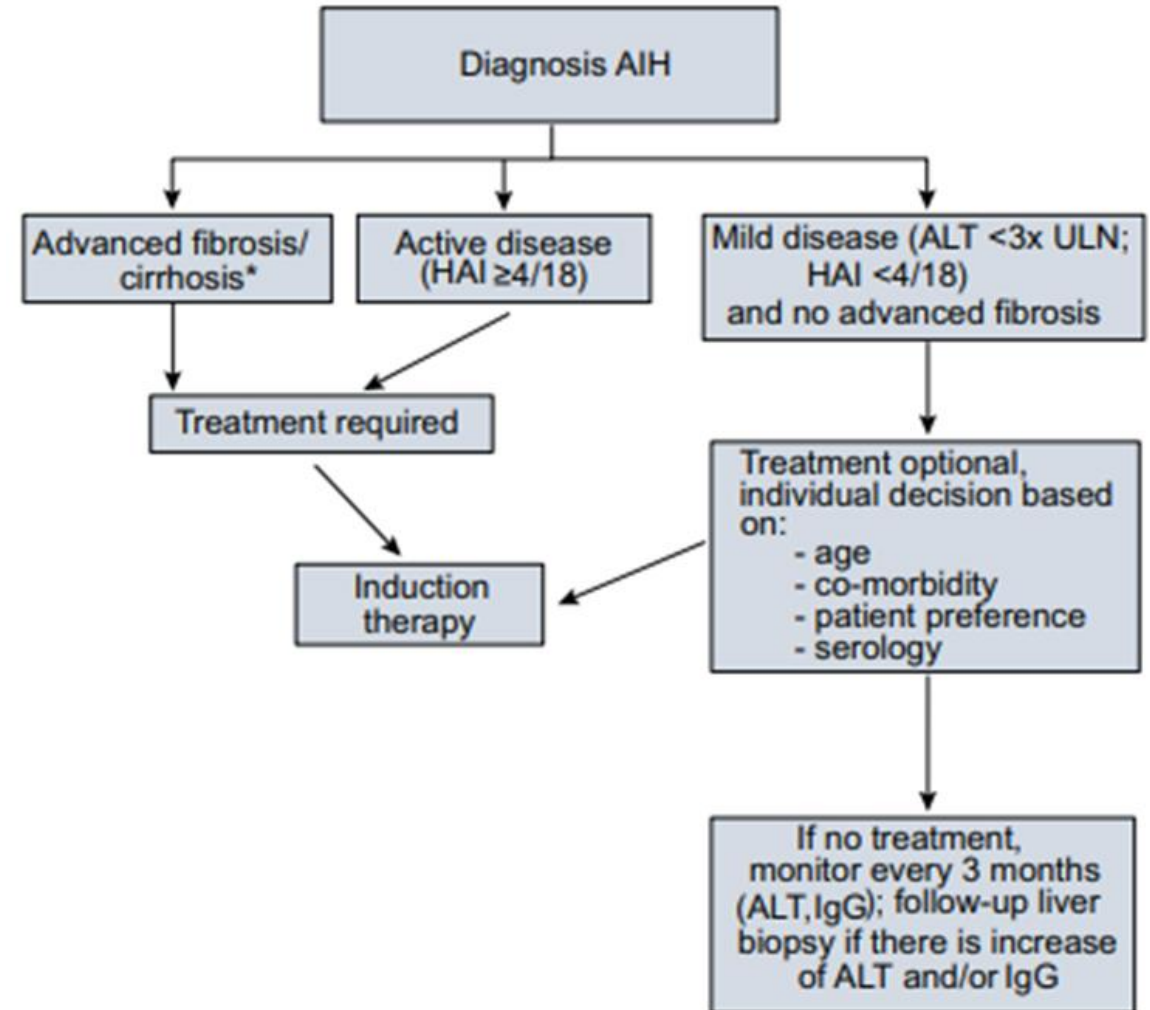 Diagnosis AIH
Advanced fibrosis/
cirrhosis*
Active disease
(HAI ≥4/18)
Mild disease (ALT <3x ULN;
HAI <4/18)
and no advanced fibrosis
Treatment required
Treatment optional,
individual decision based
on:
- age
- co-morbidity
- patient preference
- serology
Induction
therapy
If no treatment,
monitor every 3 months
(ALT,IgG); follow-up liver
biopsy if there is increase
of ALT and/or IgG